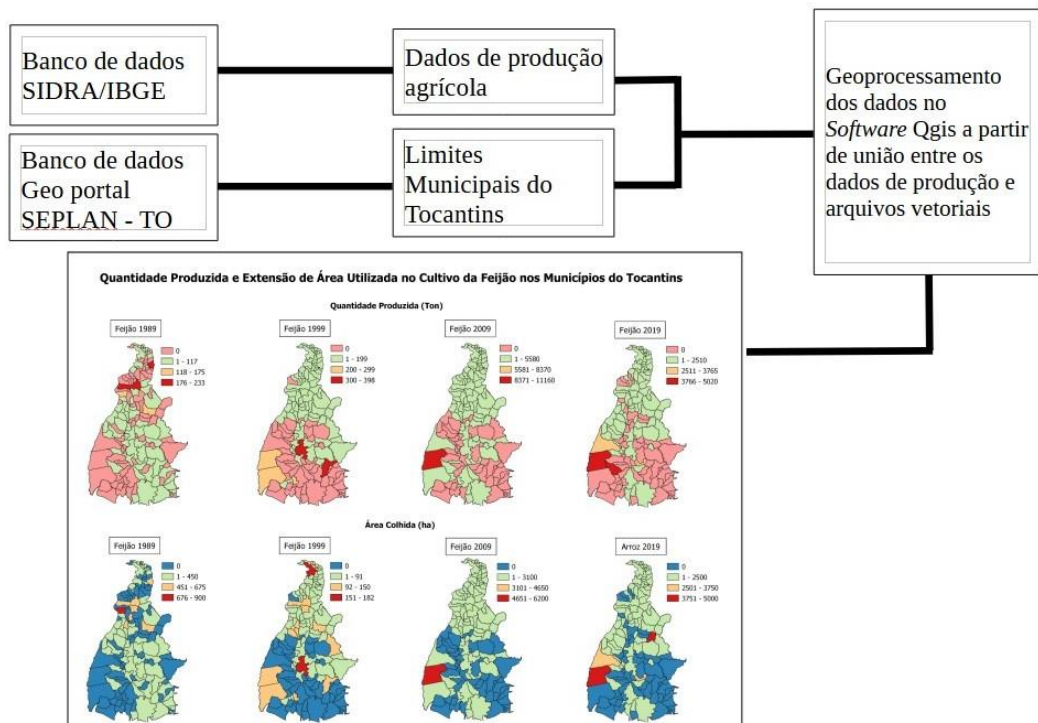 Banco de dados
SIDRA/IBGE
Dados de produção
agrícola
Banco de dados
Geo portal
SEPLAN - TO
Limites
Municipais do
Tocantins
Geoprocessamento
dos dados no
Software Qgis a partir
de união entre os
dados de produção e
arquivos vetoriais
Quantidade Produzida e Extensão de Área Utilizada no Cultivo da Feijão nos Municípios do Tocantins
Quantidade Produzida (Ton)
Feijão 1989
0
1 - 117
118 - 175
176 - 233
Feijão 1999
0
1 - 199
200 - 299
300 - 398
Feijão 2009
0
1 - 5580
5581 - 8370
8371 - 11160
Feijão 2019
0
1 - 2510
2511 - 3765
3766 - 5020
Área Colhida (ha)
Feijão 1989
0
1 - 450
451 - 675
676 - 900
Feijão 1999
0
1 - 91
92 - 150
151 - 182
Feijão 2009
0
1 - 3100
3101 - 4650
4651 - 6200
Arroz 2019
0
1 - 2500
2501 - 3750
3751 - 5000